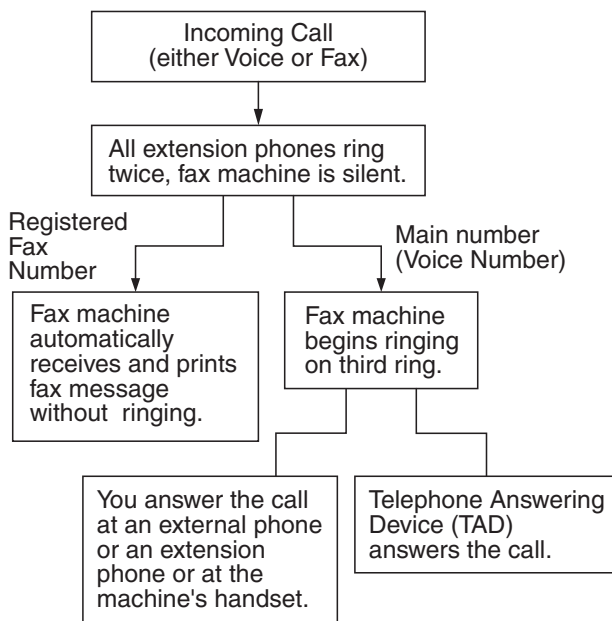 Incoming Call
(either Voice or Fax)
All extension phones ring
twice, fax machine is silent.
Registered
Fax
Number
Main number
(Voice Number)
Fax machine
automatically
receives and prints
fax message
without ringing.
Fax machine
begins ringing
on third ring.
You answer the call
at an external phone
or an extension
phone or at the
machine's handset.
Telephone Answering
Device (TAD)
answers the call.